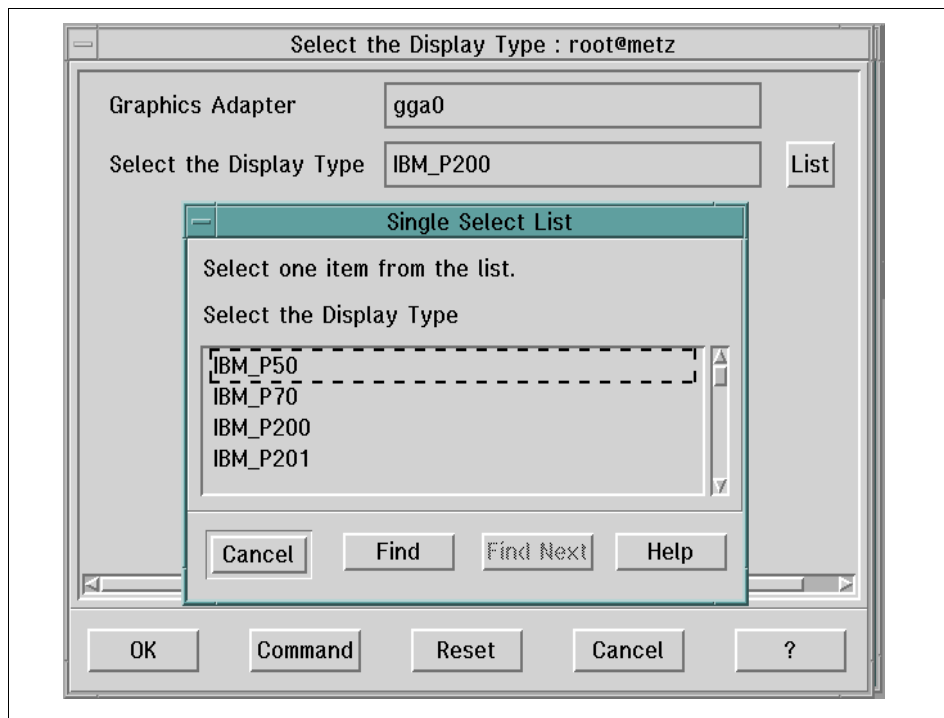 Select the Display Type : root@metz
Graphics Adapter gga0
Select the Display Type IBM_P200 List
Single Select List
Select one item from the list.
Select the Display Type
IBM_P50
IBM_P70
IBM_P200
IBM_P201
Cancel Find Find Next Help
OK Command Reset Cancel ?